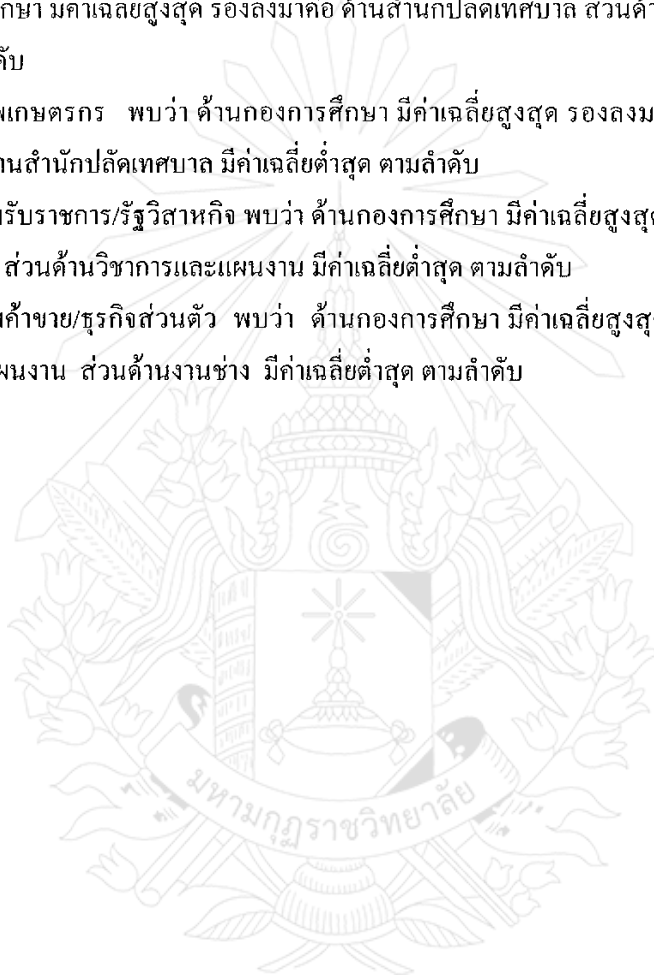 กษา มีค่าเฉลี่ยสูงสุด รองลงมาคือ ด้านสำนักปลัดเทศบาล ส่วนด้า
ดับ
พเกษตรกร พบว่า ด้านกองการศึกษา มีค่าเฉลี่ยสูงสุด รองลงม
านสำนักปลัดเทศบาล มีค่าเฉลี่ยต่ำสุด ตามลำดับ
รับราชการ/รัฐวิสาหกิจ พบว่า ด้านกองการศึกษา มีค่าเฉลี่ยสูงสุด
ส่วนด้านวิชาการและแผนงาน มีค่าเฉลี่ยต่ำสุด ตามลำดับ
ค้าขาย/ธุรกิจส่วนตัว พบว่า ด้านกองการศึกษา มีค่าเฉลี่ยสูงสุ
ผนงาน ส่วนด้านงานช่าง มีค่าเฉลี่ยต่ำสุด ตามลำดับ
มหามกุฏราชวิทยาลัย